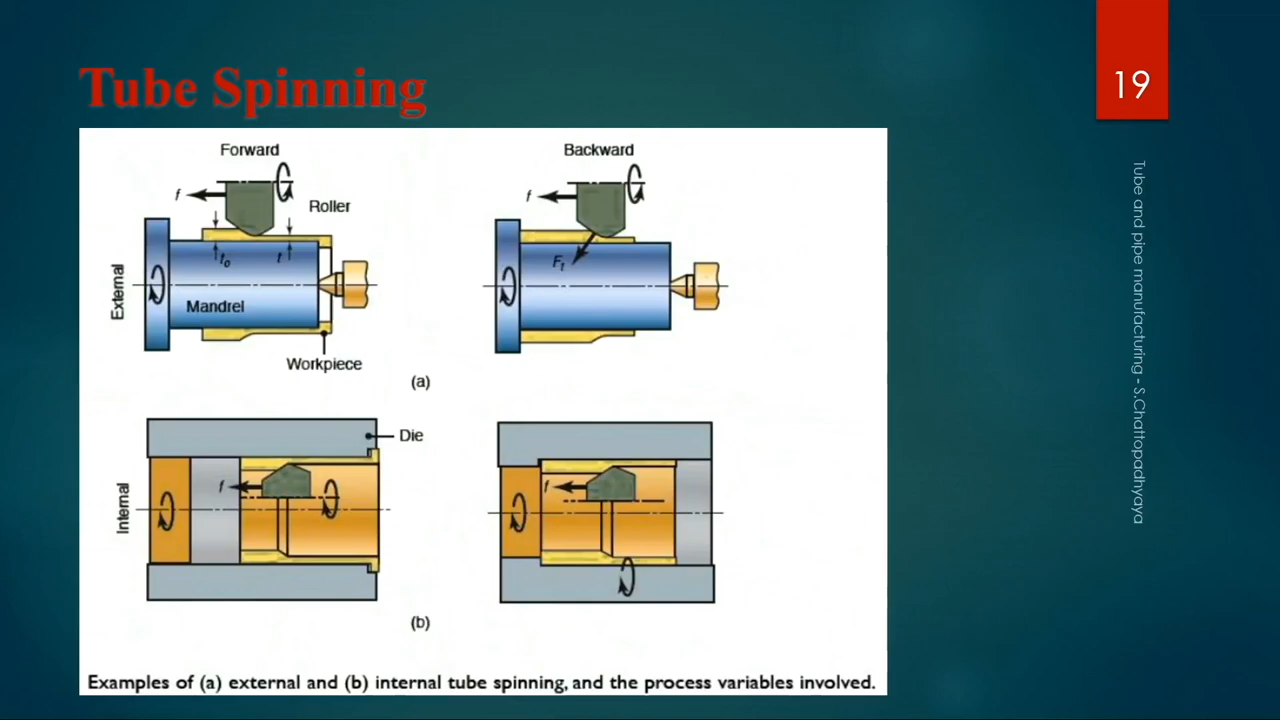 Tube Spinning
19
Tube and pipe manufacturing - S.Chattopadhyaya
Forward
Backward
f
f
Roller
External
t₀
t
Fₜ
Mandrel
Workpiece
(a)
Die
Internal
f
f
(b)
Examples of (a) external and (b) internal tube spinning, and the process variables involved.